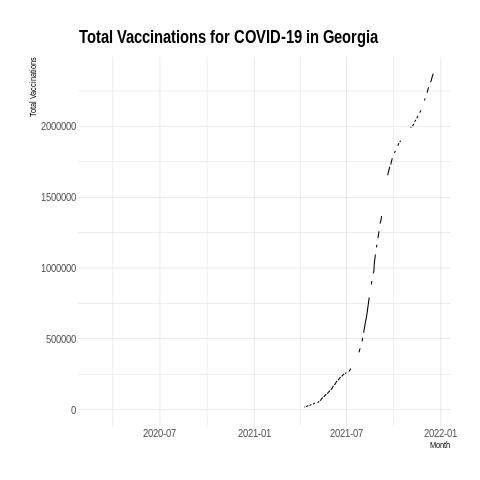 Total Vaccinations for COVID-19 in Georgia
Total Vaccinations
2000000
1500000
1000000
500000
0
2020-07 2021-01 2021-07 2022-01
Month